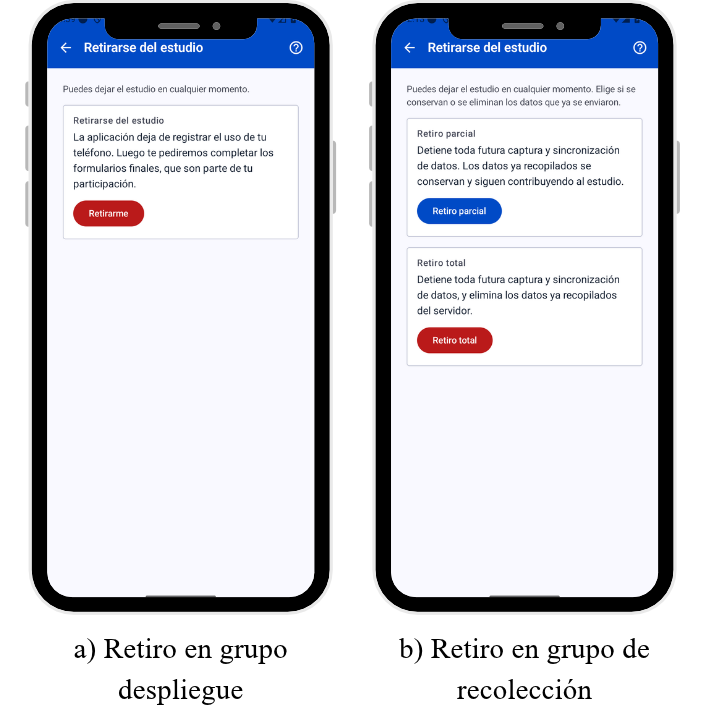 Retirarse del estudio
Puedes dejar el estudio en cualquier momento.
Retirarse del estudio
La aplicación deja de registrar el uso de tu
teléfono. Luego te pediremos completar los
formularios finales, que son parte de tu
participación.
Retirarme
a) Retiro en grupo
despliegue
Retirarse del estudio
Puedes dejar el estudio en cualquier momento. Elige si se
conservan o se eliminan los datos que ya se enviaron.
Retiro parcial
Detiene toda futura captura y sincronización
de datos. Los datos ya recopilados se
conservan y siguen contribuyendo al estudio.
Retiro parcial
Retiro total
Detiene toda futura captura y sincronización
de datos, y elimina los datos ya recopilados
del servidor.
Retiro total
b) Retiro en grupo de
recolección